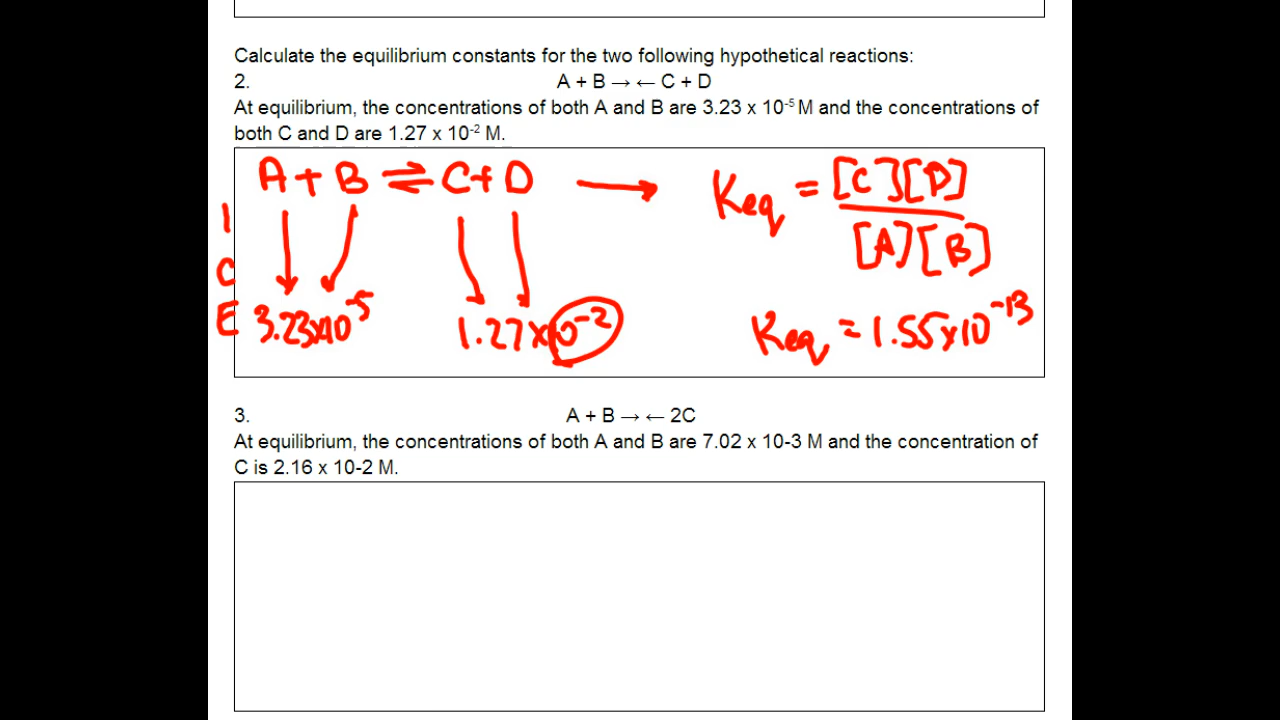 Calculate the equilibrium constants for the two following hypothetical reactions:
2. A + B → ← C + D
At equilibrium, the concentrations of both A and B are 3.23 x 10⁻⁵ M and the concentrations of
both C and D are 1.27 x 10⁻² M.
A + B ⇌ C + D → Keq = [C][D]
I
[A][B]
C
E 3.23x10⁻⁵ 1.27x10⁻² Keq = 1.55x10⁻¹³
3. A + B → ← 2C
At equilibrium, the concentrations of both A and B are 7.02 x 10-3 M and the concentration of
C is 2.16 x 10-2 M.